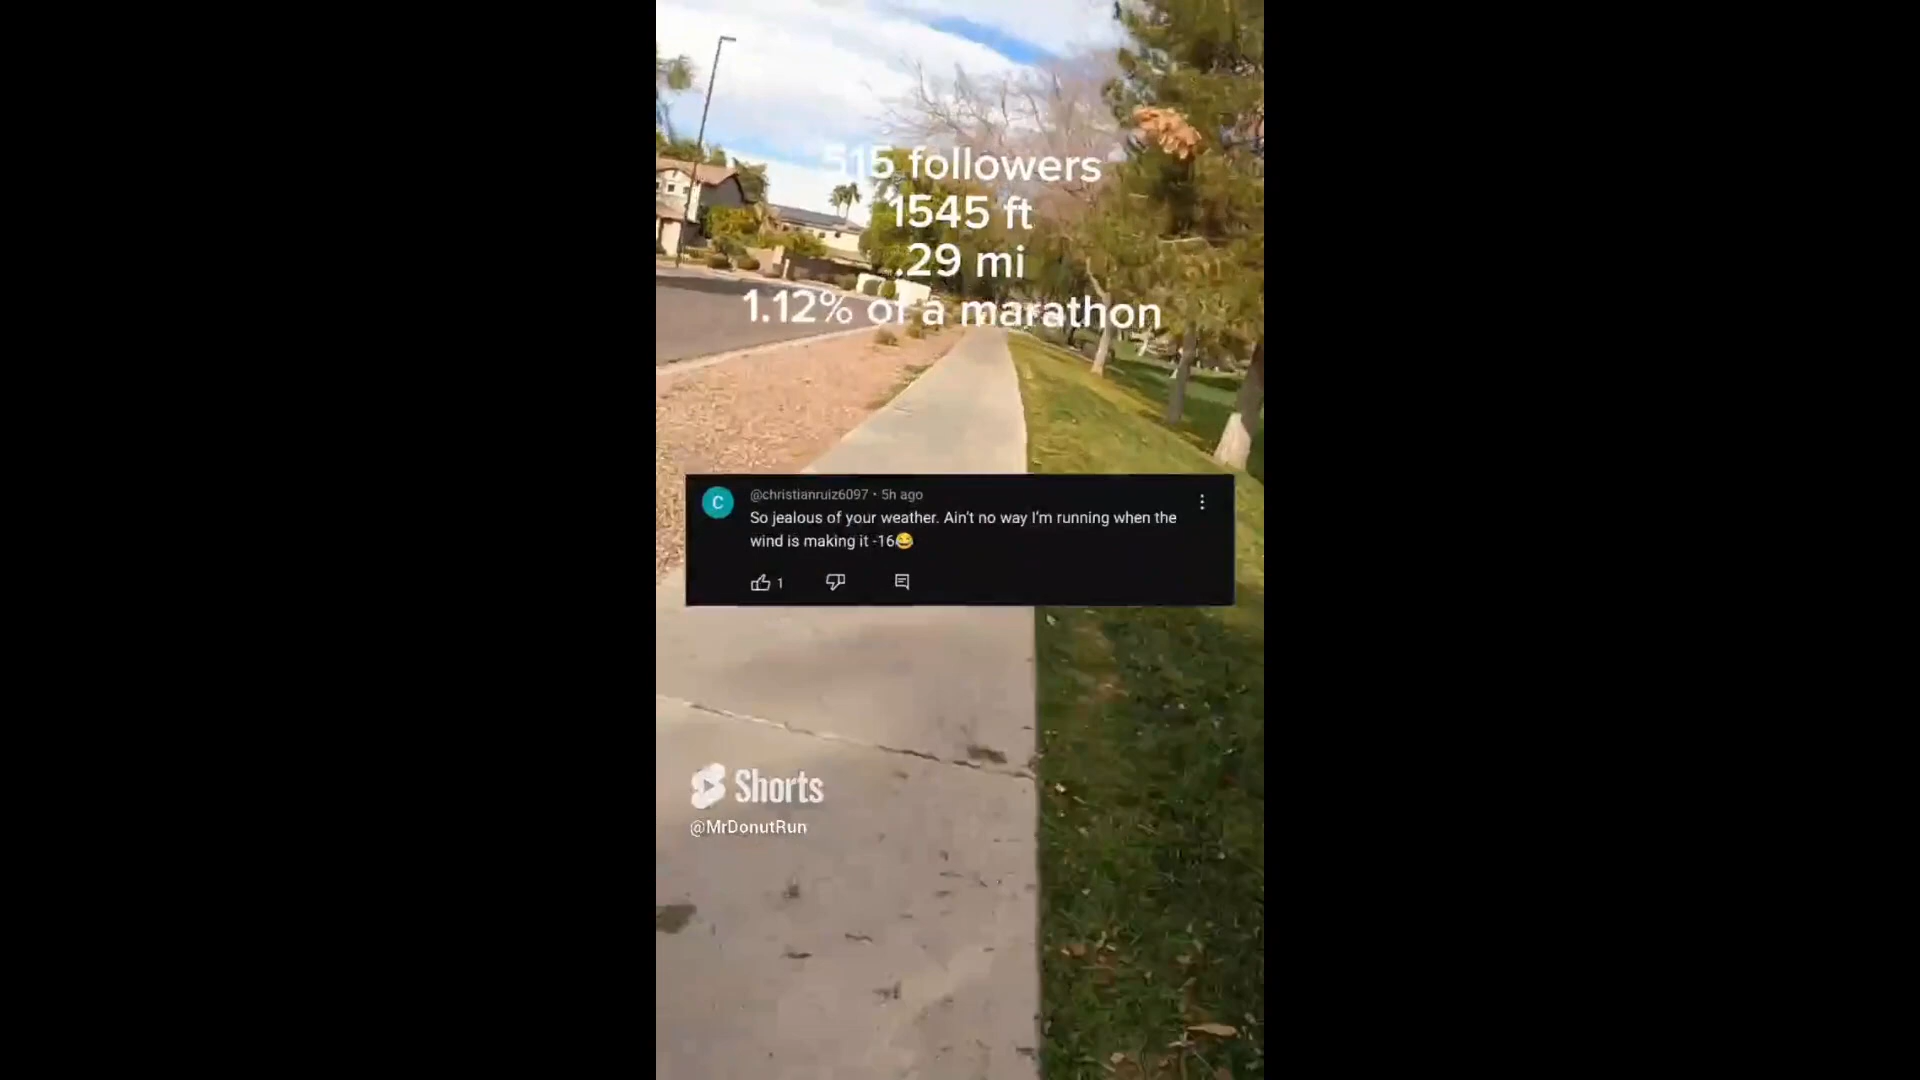 515 followers
1545 ft
.29 mi
1.12% of a marathon
C
@christianruiz6097 · 5h ago
So jealous of your weather. Ain't no way I'm running when the
wind is making it -16😂
1
Shorts
@MrDonutRun